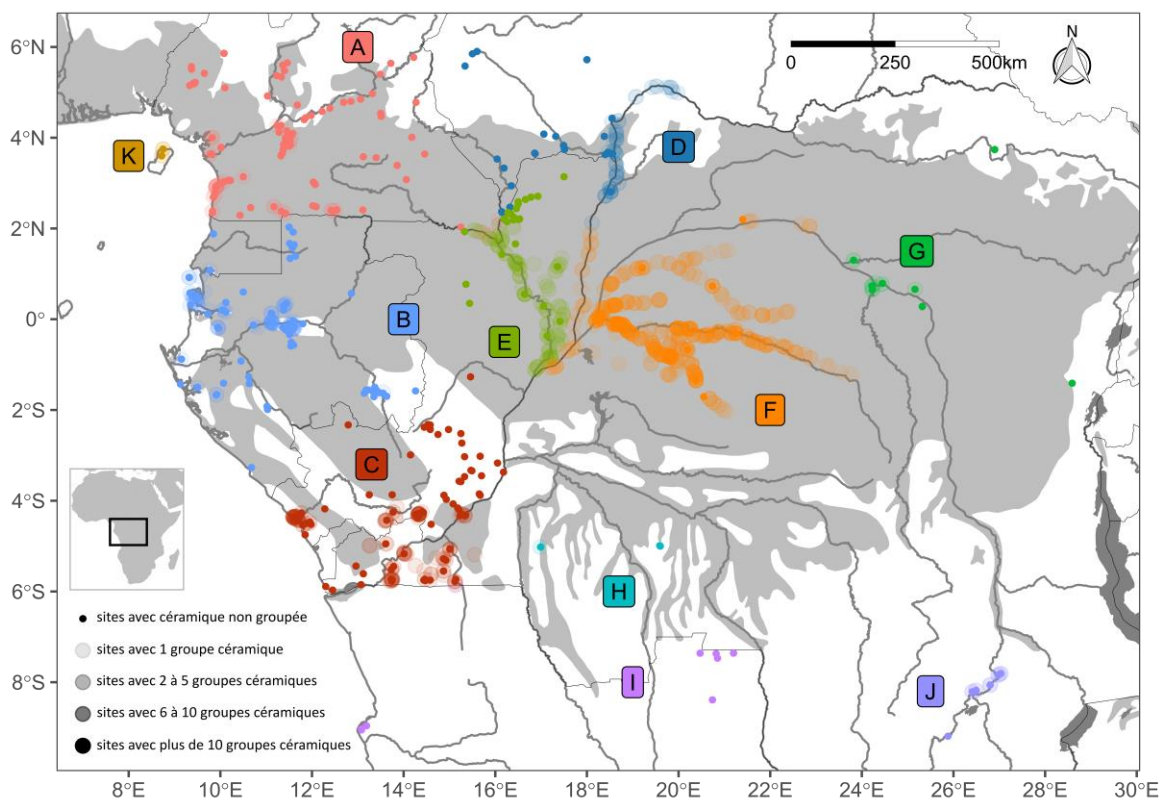 6°N
4°N
2°N
0°
2°S
4°S
6°S
8°S
A
K
D
G
B
E
F
C
H
I
J
0 250 500km
N
sites avec céramique non groupée
sites avec 1 groupe céramique
sites avec 2 à 5 groupes céramiques
sites avec 6 à 10 groupes céramiques
sites avec plus de 10 groupes céramiques
8°E 10°E 12°E 14°E 16°E 18°E 20°E 22°E 24°E 26°E 28°E 30°E